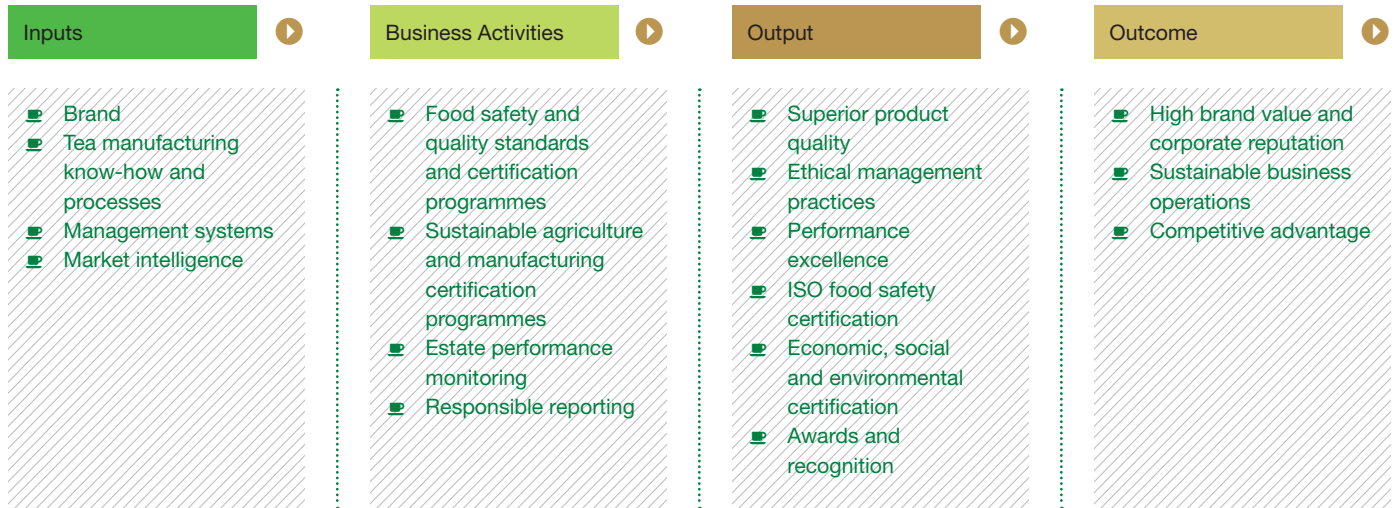 Inputs
Brand
Tea manufacturing
know-how and
processes
Management systems
Market intelligence
Business Activities
Food safety and
quality standards
and certification
programmes
Sustainable agriculture
and manufacturing
certification
programmes
Estate performance
monitoring
Responsible reporting
Output
Superior product
quality
Ethical management
practices
Performance
excellence
ISO food safety
certification
Economic, social
and environmental
certification
Awards and
recognition
Outcome
High brand value and
corporate reputation
Sustainable business
operations
Competitive advantage